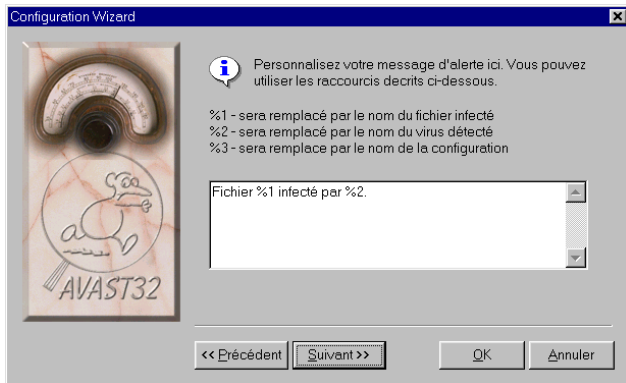 Configuration Wizard
Personnalisez votre message d'alerte ici. Vous pouvez
utiliser les raccourcis decrits ci-dessous.
%1 - sera remplacé par le nom du fichier infecté
%2 - sera remplacé par le nom du virus détecté
%3 - sera remplace par le nom de la configuration
Fichier %1 infecté par %2.
AVAST32
<< Précédent
Suivant >>
OK
Annuler